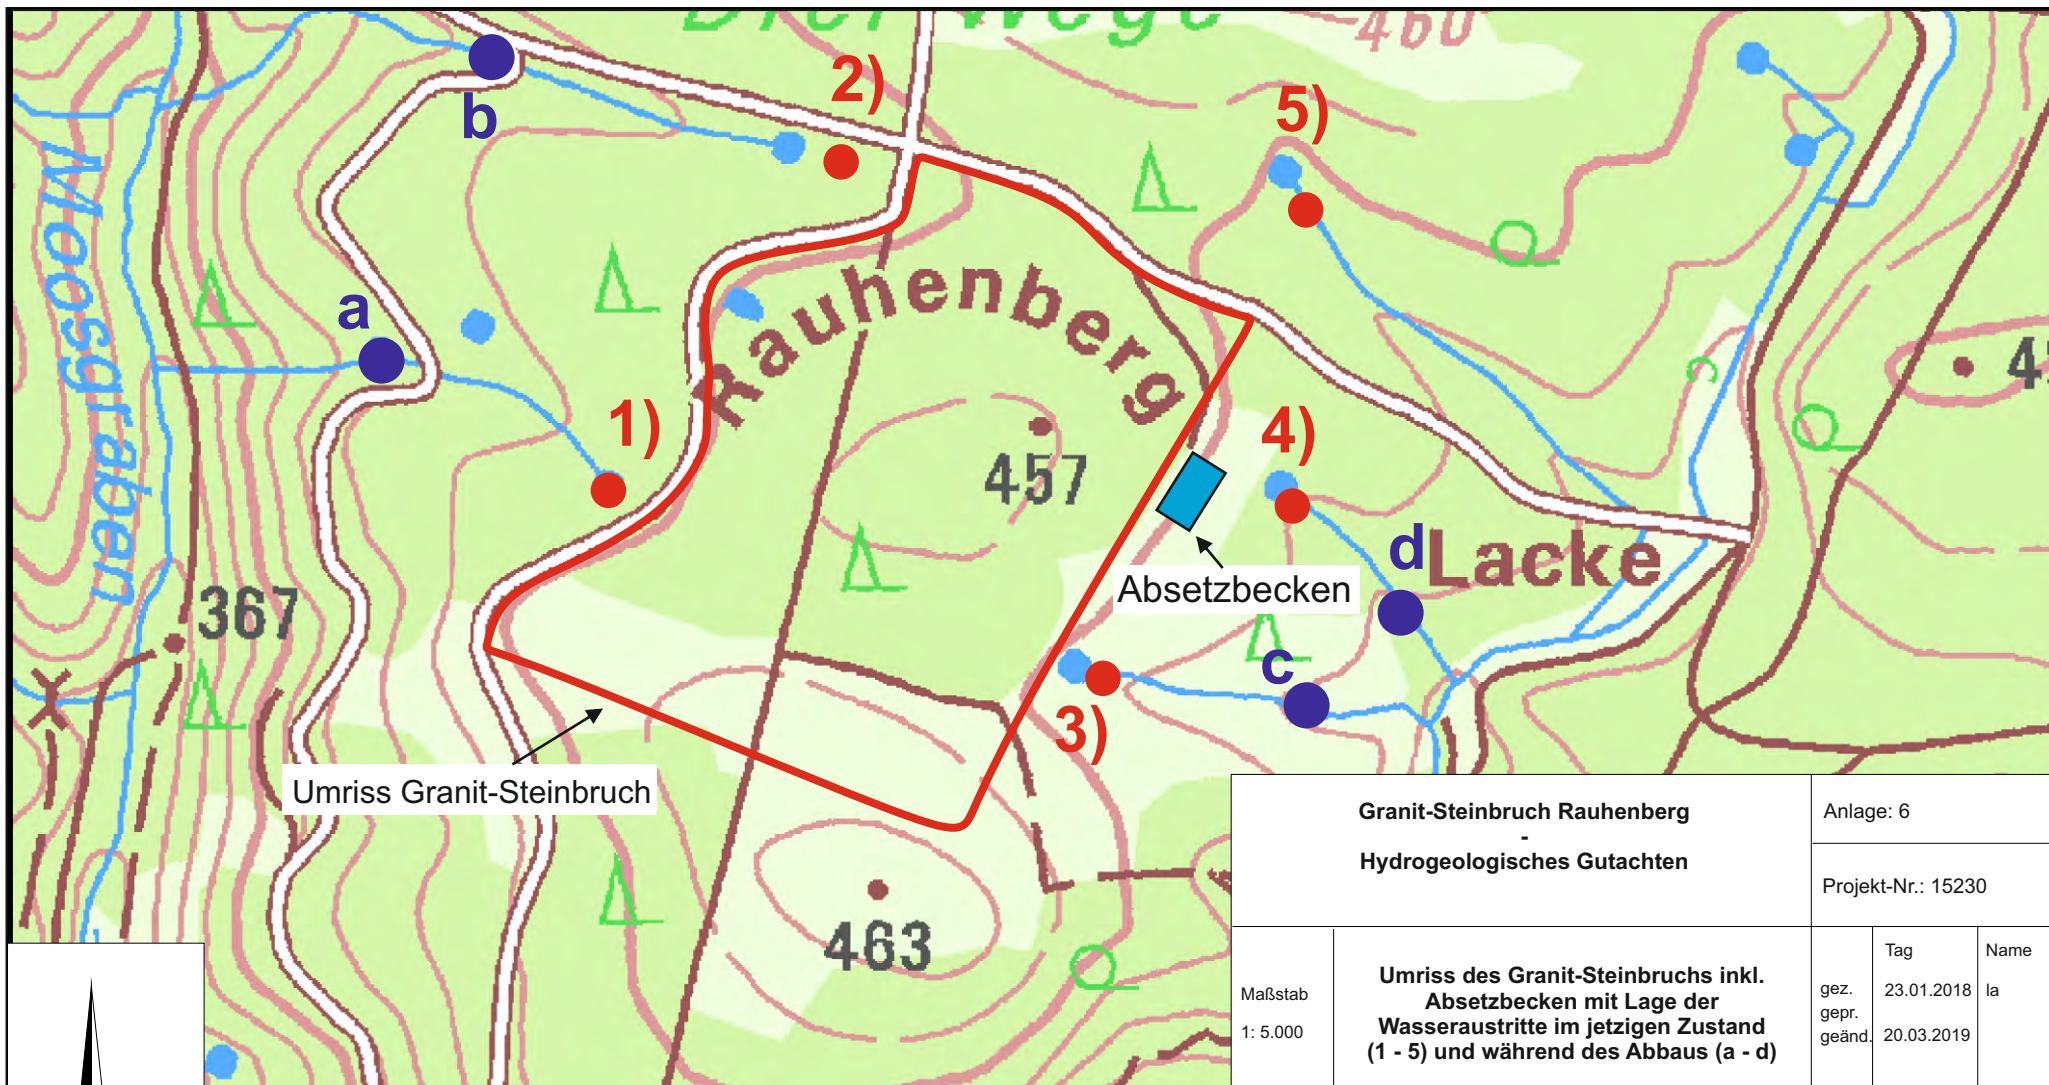 Drei Wege
460
2)
5)
b
Moosgraben
a
Rauhenberg
1)
4)
457
d
Lacke
Absetzbecken
367
c
3)
Umriss Granit-Steinbruch
463
Granit-Steinbruch Rauhenberg
-
Hydrogeologisches Gutachten
Anlage: 6
Projekt-Nr.: 15230
Maßstab
1: 5.000
Umriss des Granit-Steinbruchs inkl.
Absetzbecken mit Lage der
Wasseraustritte im jetzigen Zustand
(1 - 5) und während des Abbaus (a - d)
Tag
Name
gez.
23.01.2018
la
gepr.
geänd.
20.03.2019